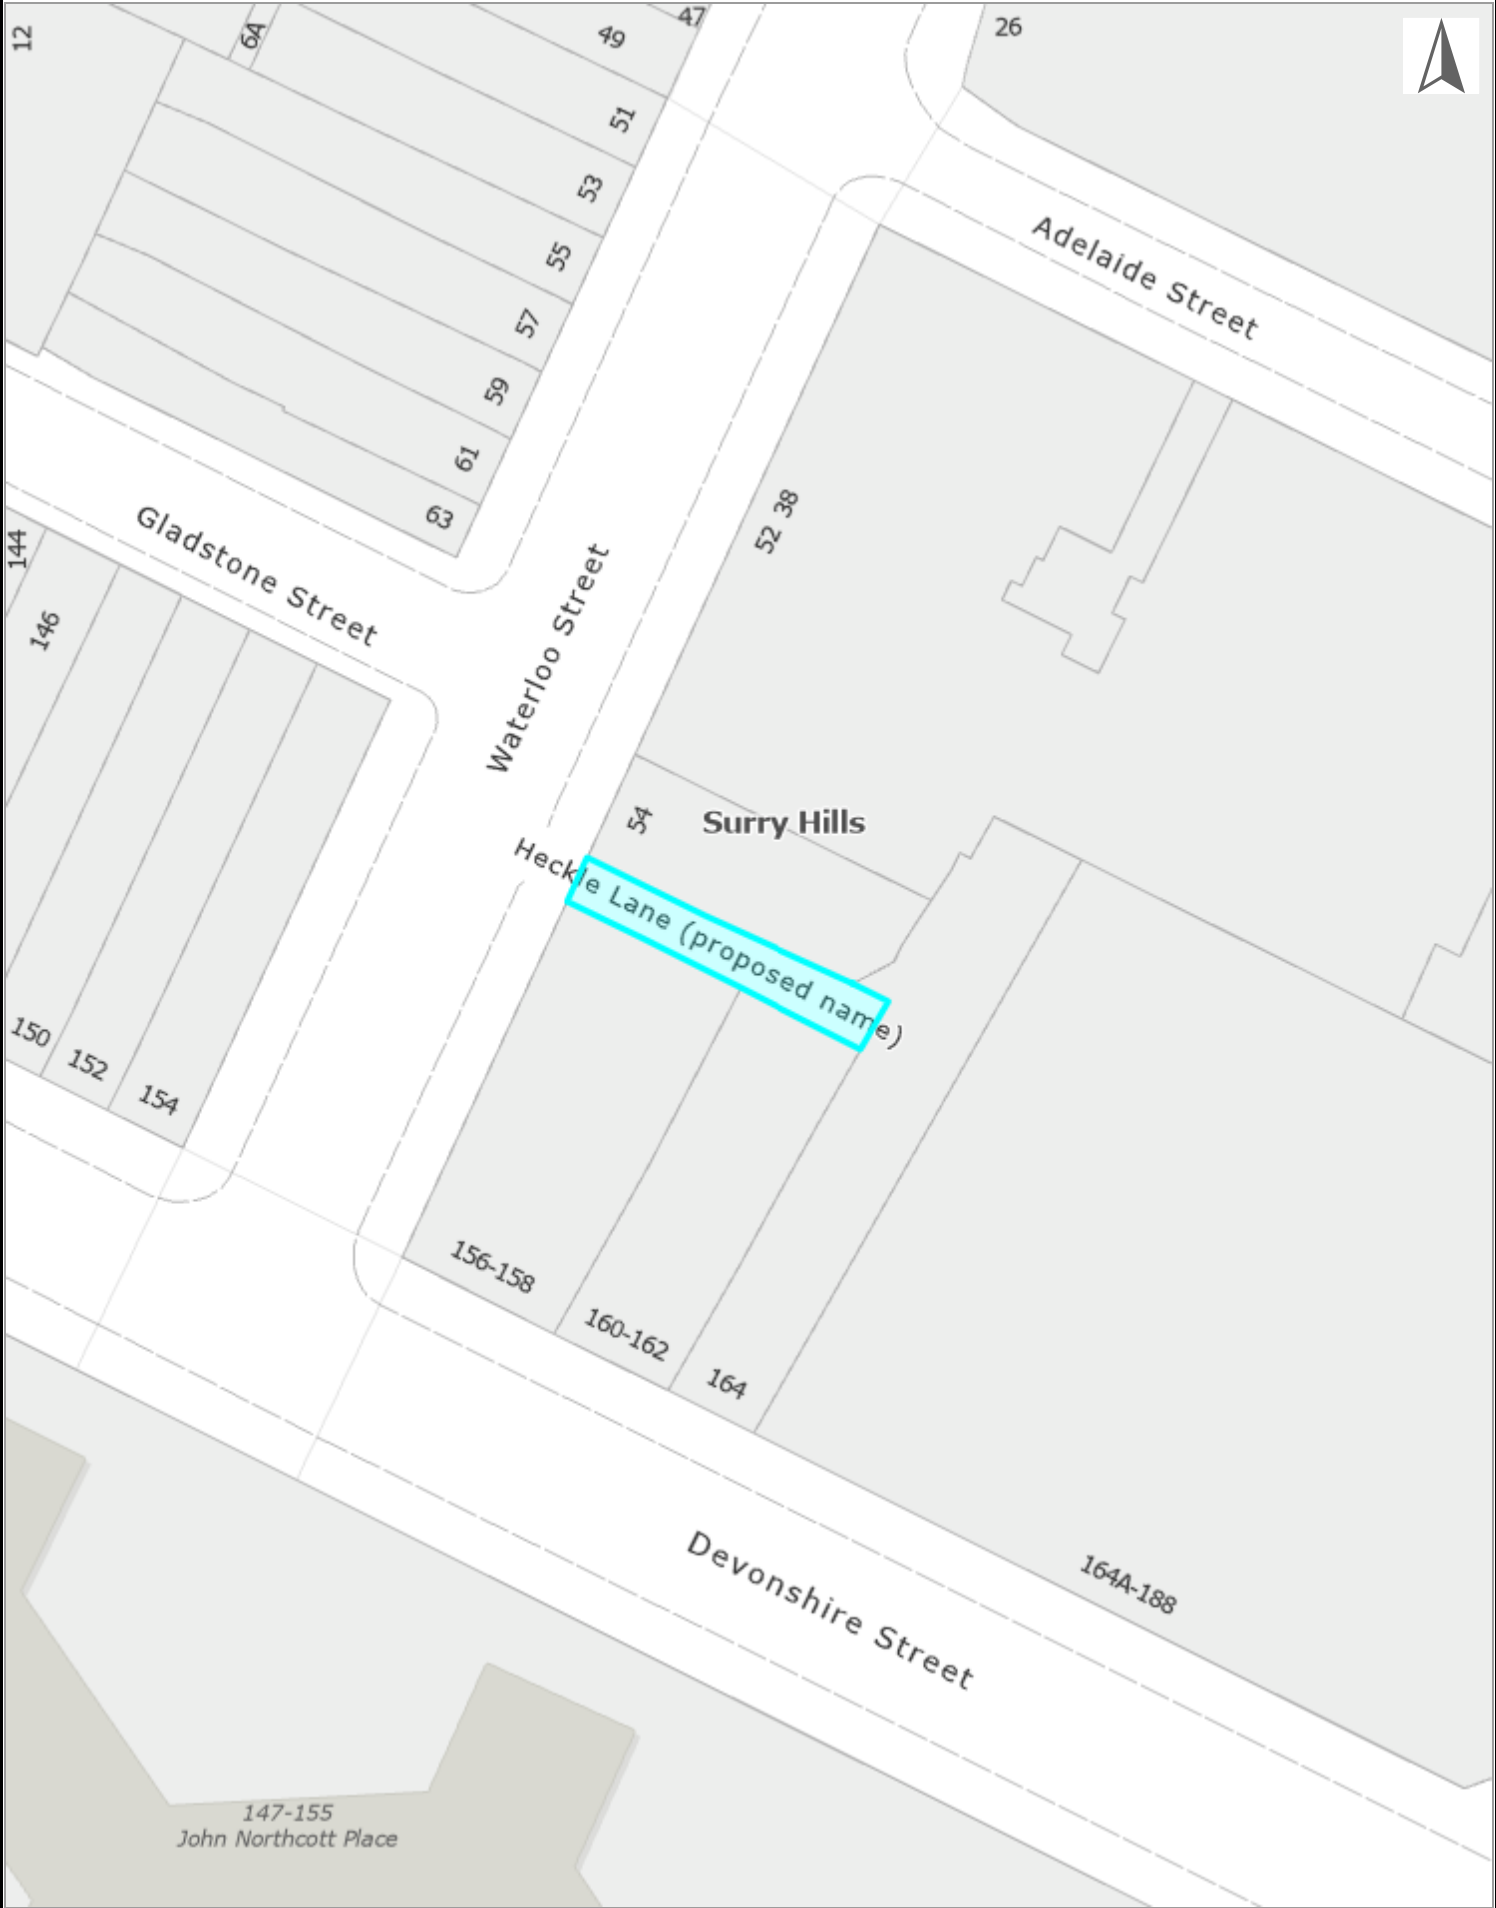 12
6A
49
47
26
51
53
55
57
59
61
63
Adelaide Street
Gladstone Street
Waterloo Street
52 38
144
146
54
Surry Hills
Heckle Lane (proposed name)
150
152
154
156-158
160-162
164
Devonshire Street
164A-188
147-155
John Northcott Place